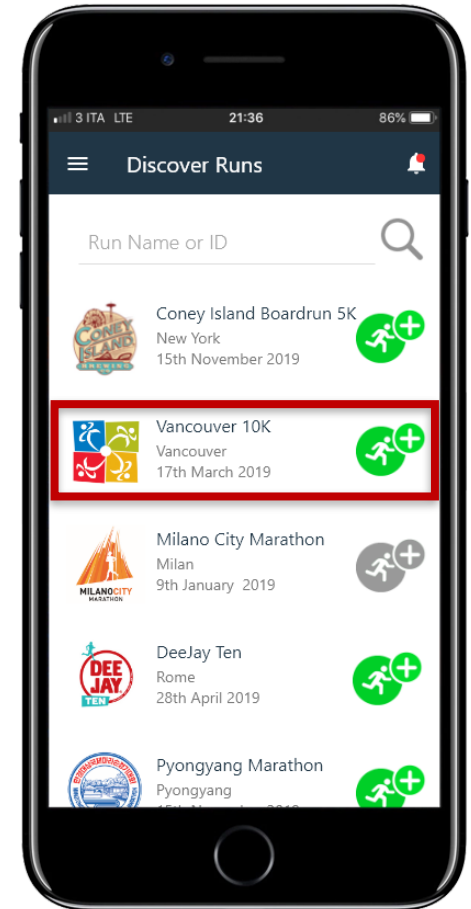 3 ITA LTE 21:36 86%
Discover Runs
Run Name or ID
Coney Island Boardrun 5K
New York
15th November 2019
CONEY
ISLAND
BREWING
Vancouver 10K
Vancouver
17th March 2019
Milano City Marathon
Milan
9th January 2019
MILANOCITY
MARATHON
DeeJay Ten
Rome
28th April 2019
DEE
JAY
TEN
Pyongyang Marathon
Pyongyang